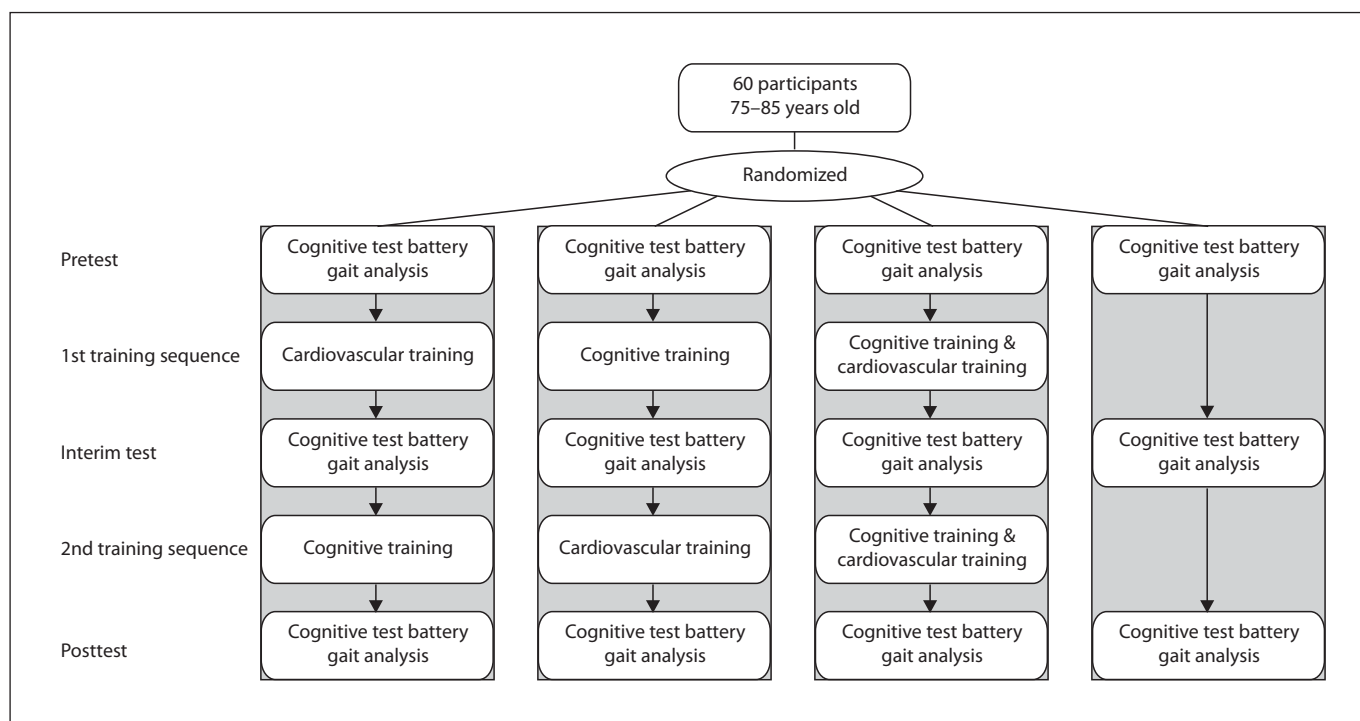 60 participants
75–85 years old
Randomized
Pretest
Cognitive test battery
gait analysis
Cognitive test battery
gait analysis
Cognitive test battery
gait analysis
Cognitive test battery
gait analysis
1st training sequence
Cardiovascular training
Cognitive training
Cognitive training &
cardiovascular training
Interim test
Cognitive test battery
gait analysis
Cognitive test battery
gait analysis
Cognitive test battery
gait analysis
Cognitive test battery
gait analysis
2nd training sequence
Cognitive training
Cardiovascular training
Cognitive training &
cardiovascular training
Posttest
Cognitive test battery
gait analysis
Cognitive test battery
gait analysis
Cognitive test battery
gait analysis
Cognitive test battery
gait analysis